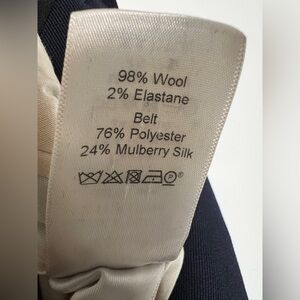 98% Wool
2% Elastane
Belt
76% Polyester
24% Mulberry Silk